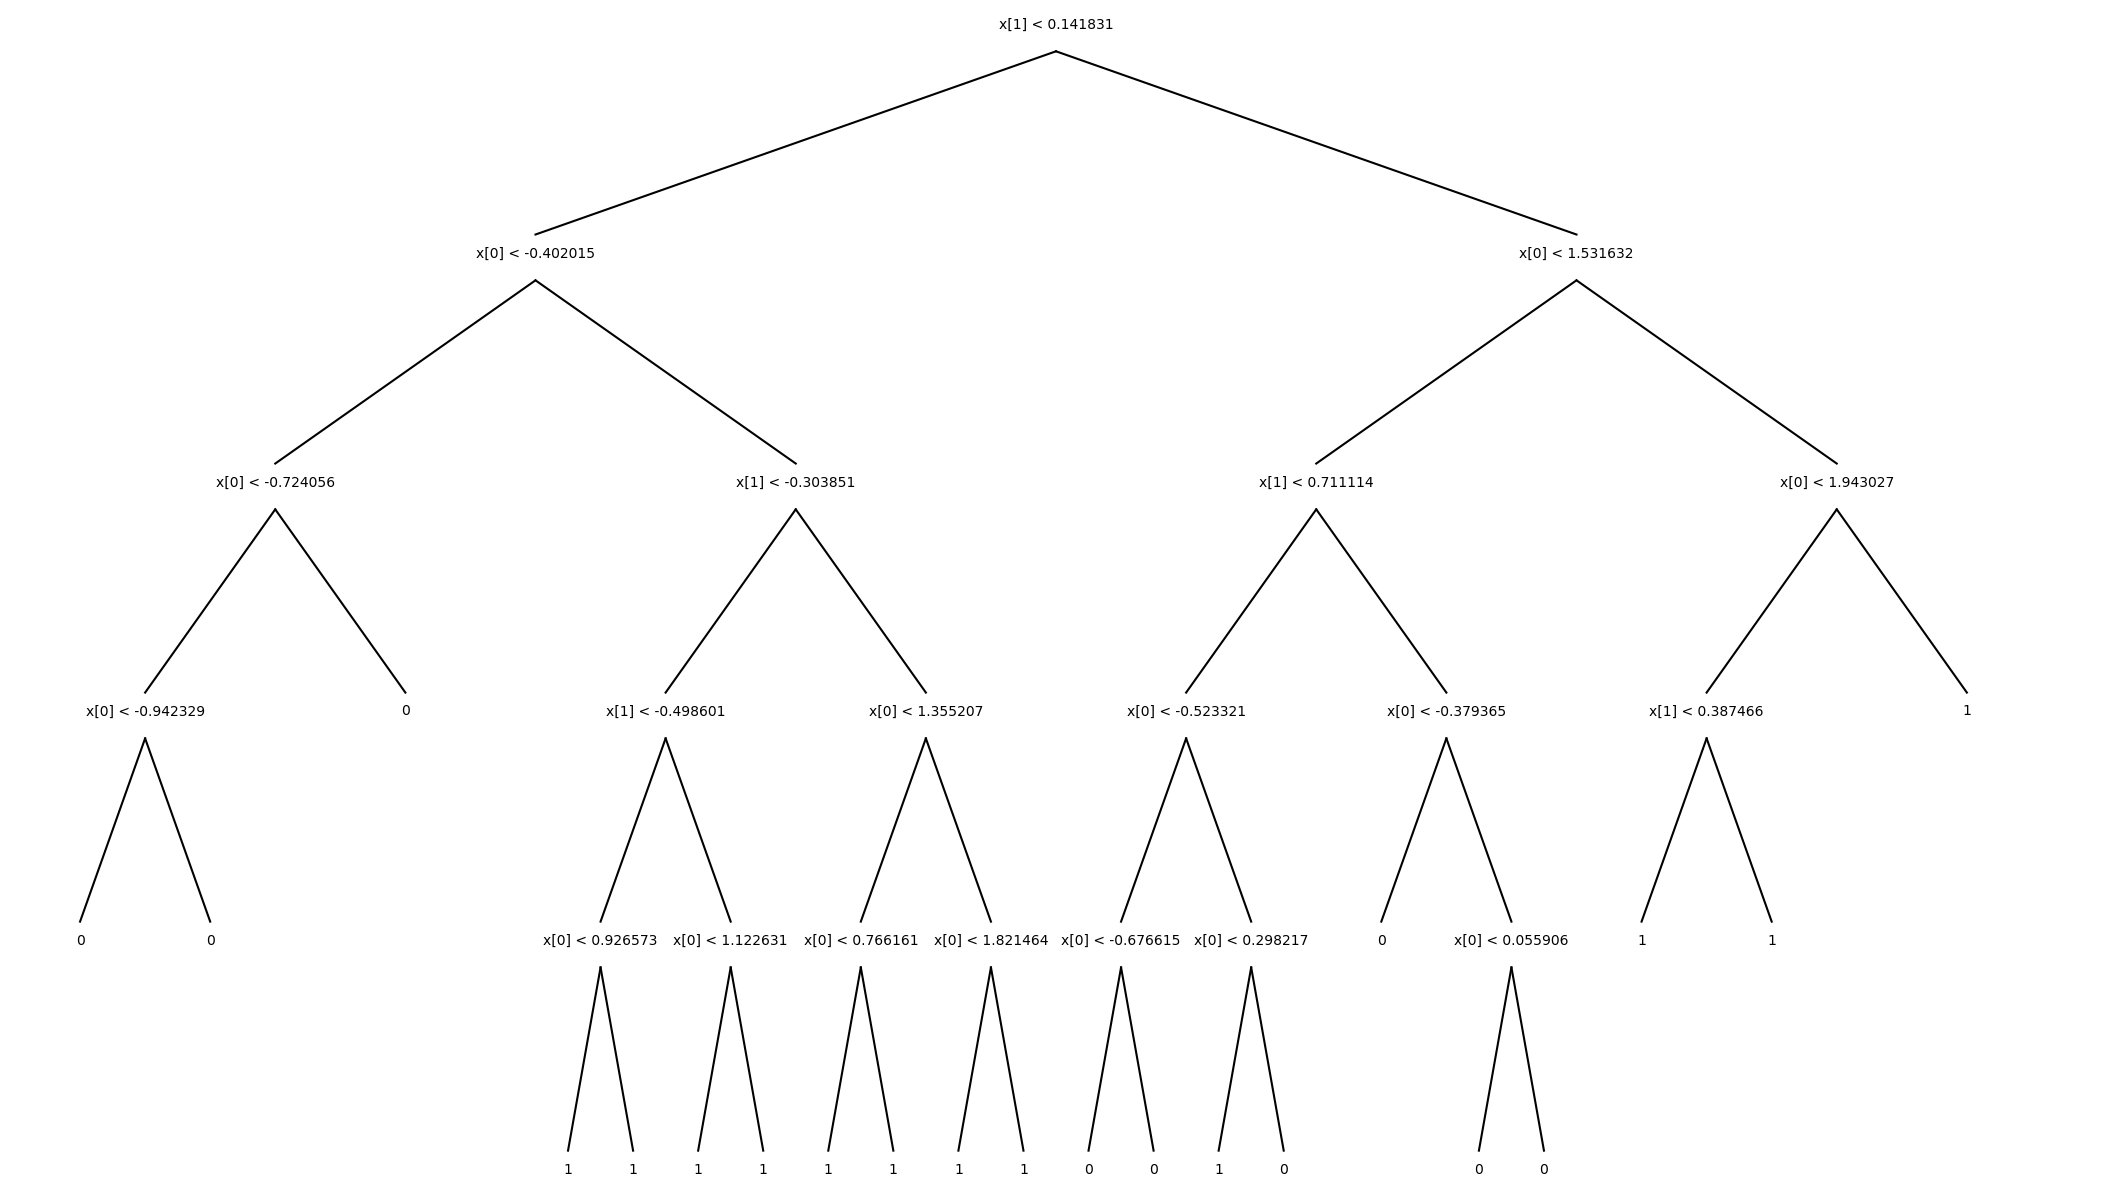 x[1] < 0.141831
x[0] < -0.402015
x[0] < 1.531632
x[0] < -0.724056
x[1] < -0.303851
x[1] < 0.711114
x[0] < 1.943027
x[0] < -0.942329
0
x[1] < -0.498601
x[0] < 1.355207
x[0] < -0.523321
x[0] < -0.379365
x[1] < 0.387466
1
0
0
x[0] < 0.926573
x[0] < 1.122631
x[0] < 0.766161
x[0] < 1.821464
x[0] < -0.676615
x[0] < 0.298217
0
x[0] < 0.055906
1
1
1
1
1
1
1
1
1
1
0
0
1
0
0
0